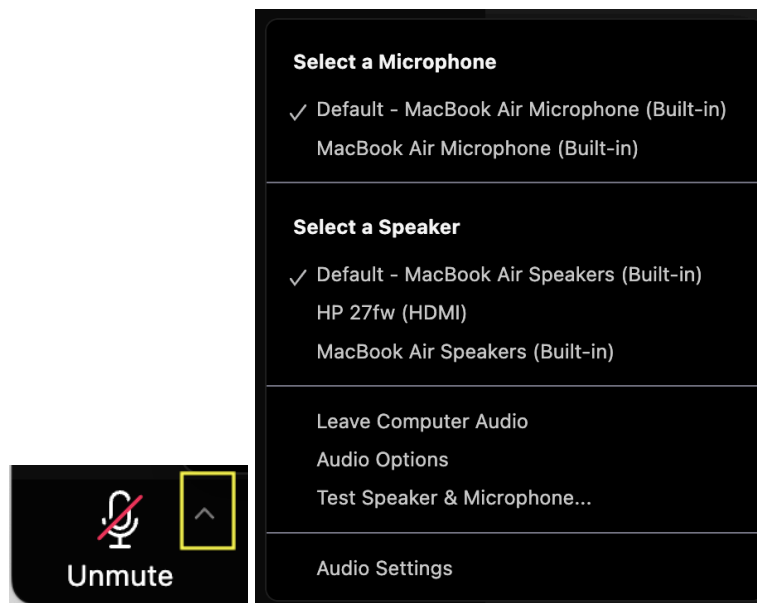 Select a Microphone
Default - MacBook Air Microphone (Built-in)
MacBook Air Microphone (Built-in)
Select a Speaker
Default - MacBook Air Speakers (Built-in)
HP 27fw (HDMI)
MacBook Air Speakers (Built-in)
Leave Computer Audio
Audio Options
Test Speaker & Microphone...
Audio Settings
Unmute